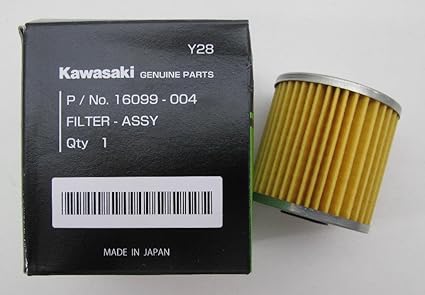 Y28
Kawasaki GENUINE PARTS
P / No. 16099 - 004
FILTER - ASSY
Qty 1
MADE IN JAPAN